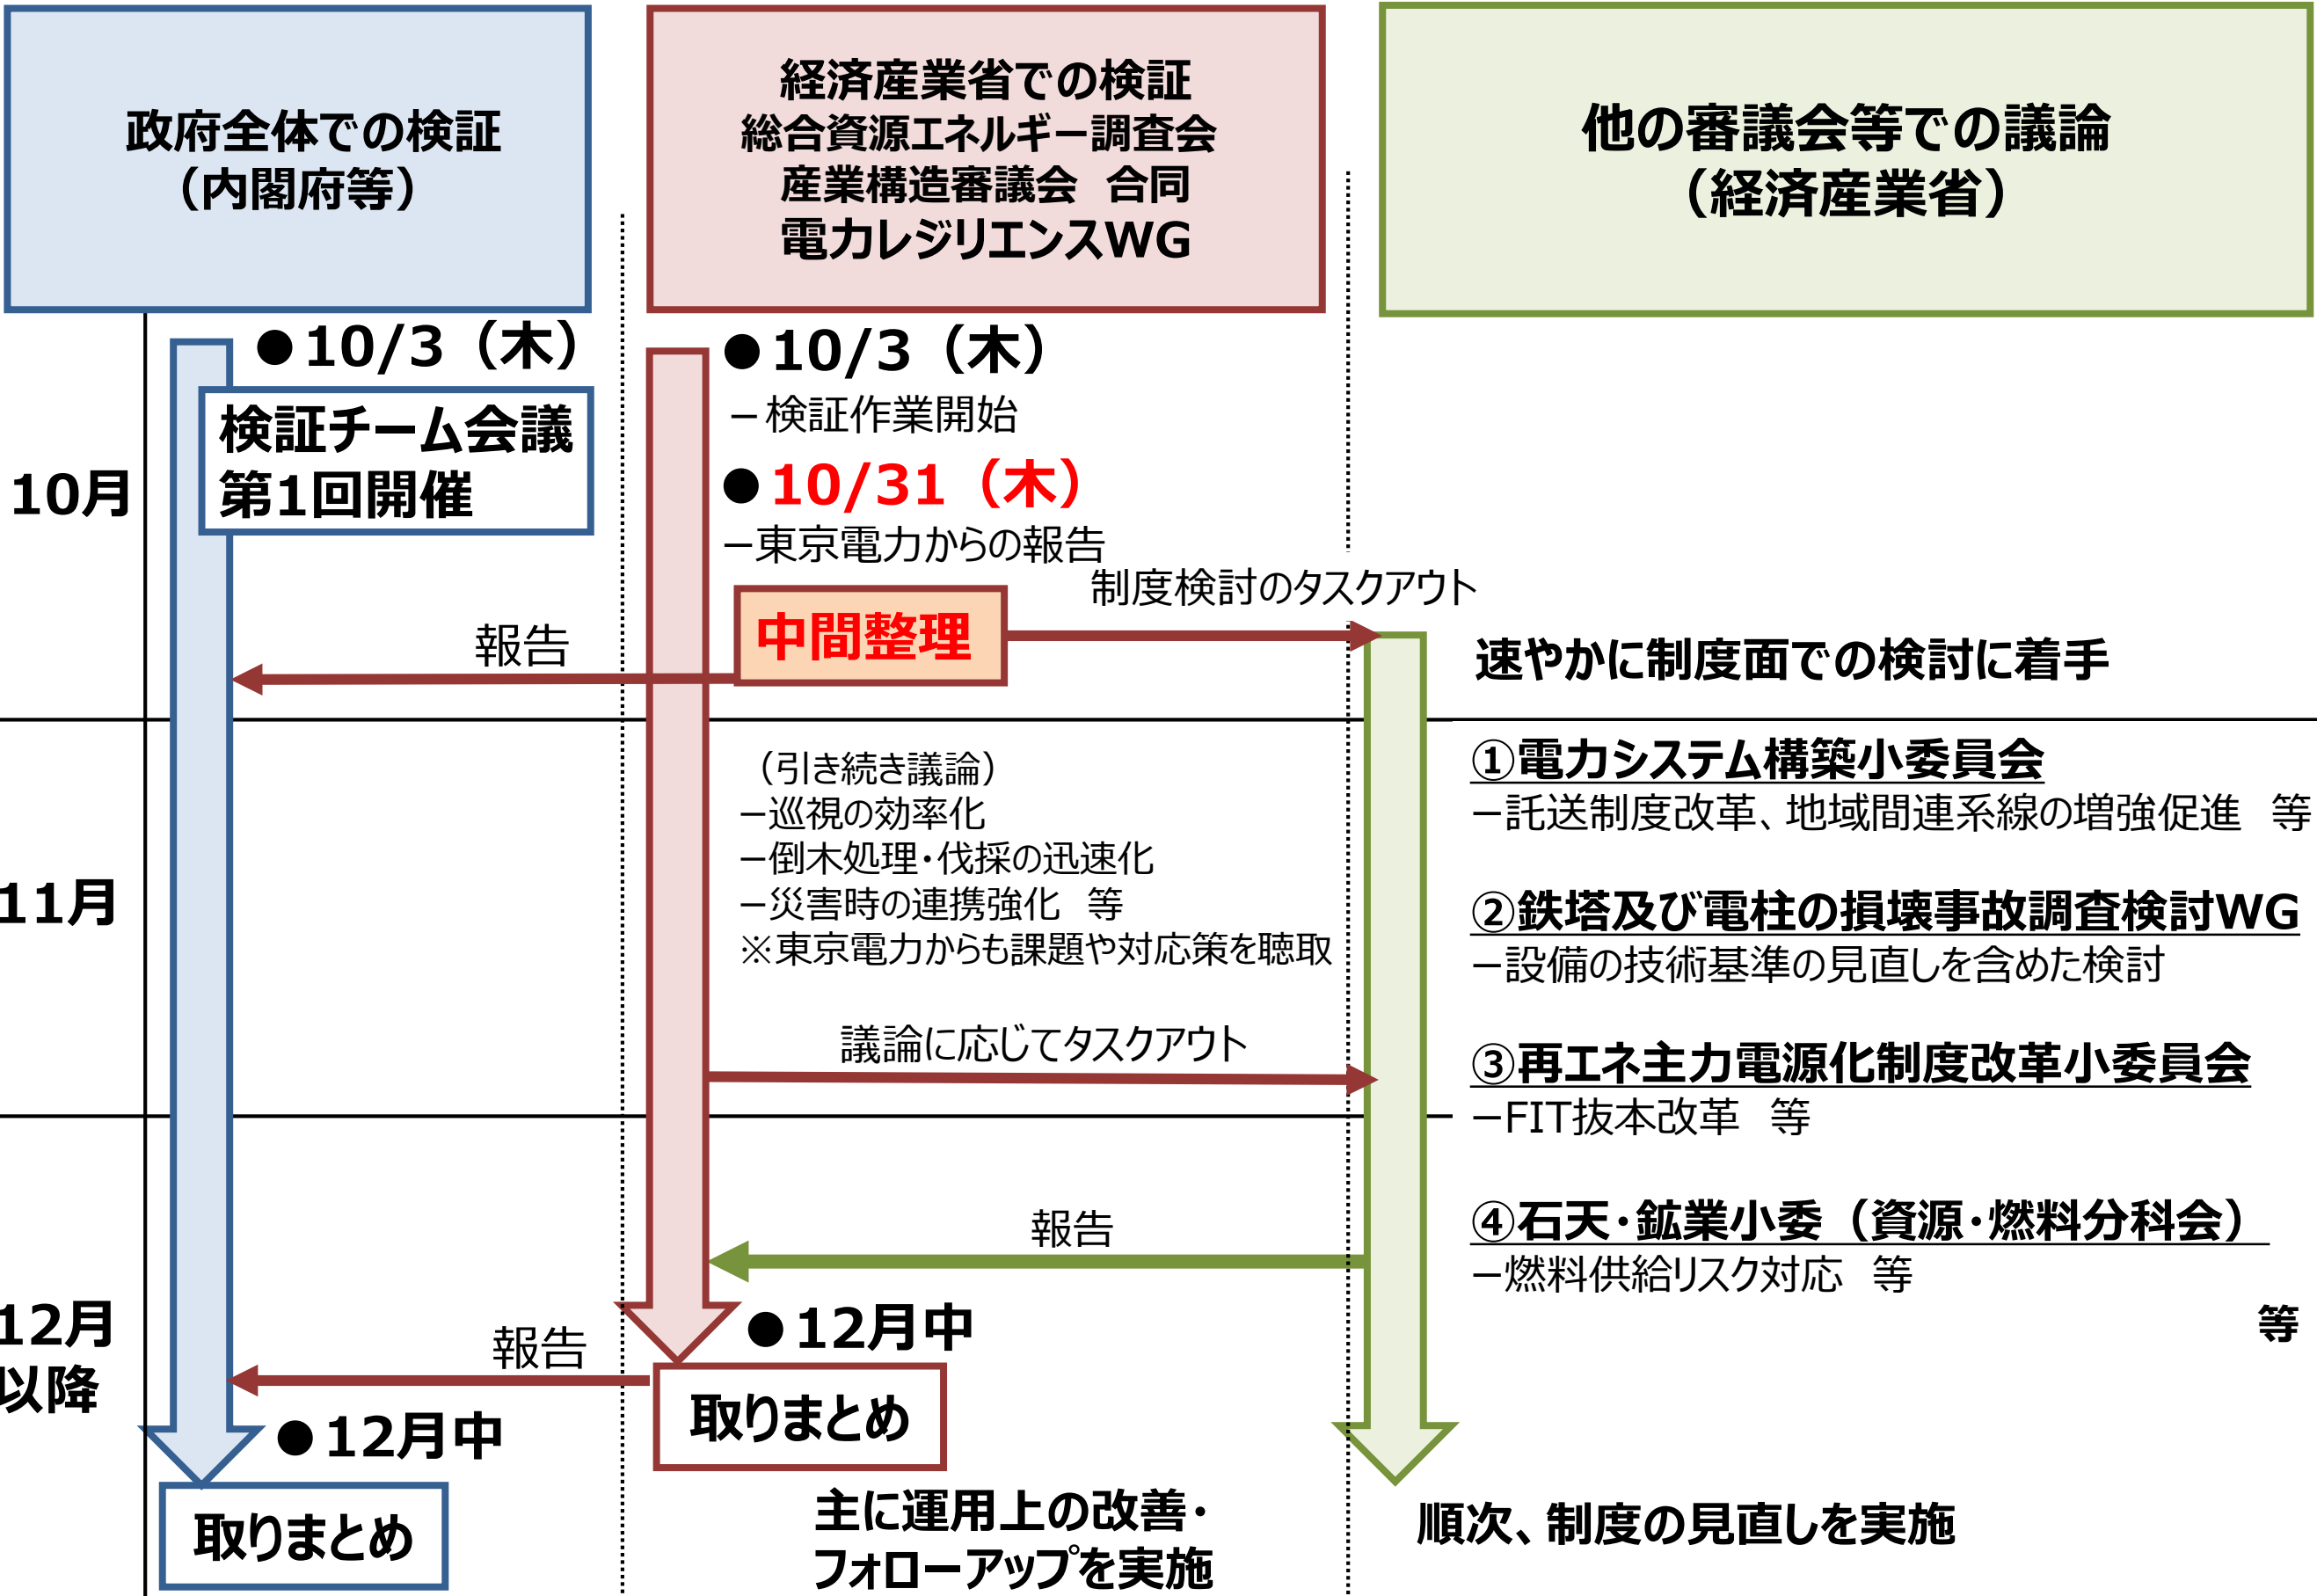 政府全体での検証
（内閣府等）
経済産業省での検証
総合資源エネルギー調査会
産業構造審議会　合同
電力レジリエンスWG
他の審議会等での議論
（経済産業省）
10月
●10/3（木）
検証チーム会議
第1回開催
●10/3（木）
－検証作業開始
●10/31（木）
－東京電力からの報告
中間整理
制度検討のタスクアウト
報告
速やかに制度面での検討に着手
11月
（引き続き議論）
－巡視の効率化
－倒木処理・伐採の迅速化
－災害時の連携強化　等
※東京電力からも課題や対応策を聴取
議論に応じてタスクアウト
①電力システム構築小委員会
－託送制度改革、地域間連系線の増強促進　等
②鉄塔及び電柱の損壊事故調査検討WG
－設備の技術基準の見直しを含めた検討
③再エネ主力電源化制度改革小委員会
－FIT抜本改革　等
④石天・鉱業小委（資源・燃料分科会）
－燃料供給リスク対応　等
等
12月
以降
報告
●12月中
取りまとめ
報告
●12月中
取りまとめ
主に運用上の改善・
フォローアップを実施
順次、制度の見直しを実施